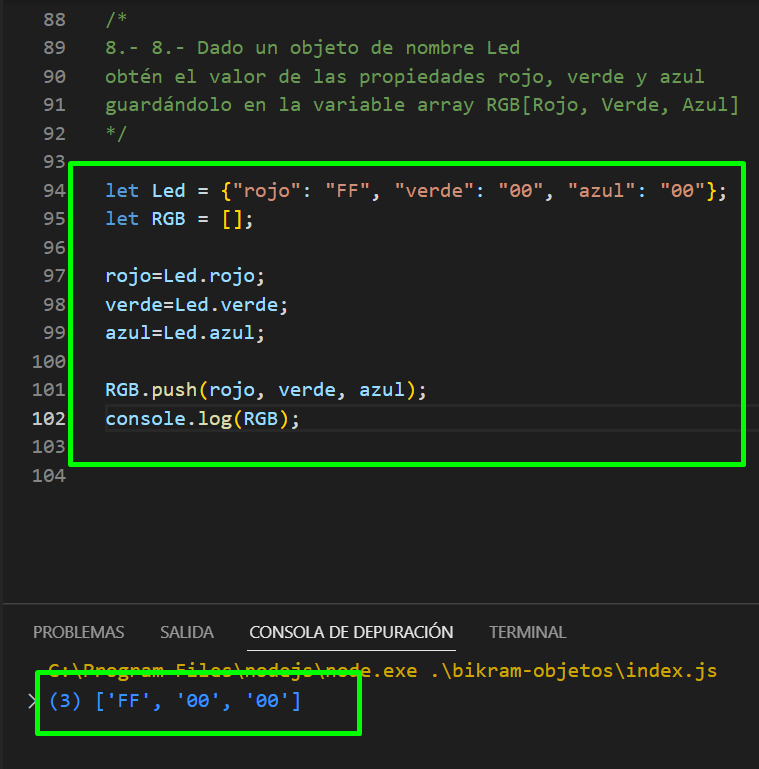 88 /*
89 8.- 8.- Dado un objeto de nombre Led
90 obtén el valor de las propiedades rojo, verde y azul
91 guardándolo en la variable array RGB[Rojo, Verde, Azul]
92 */
93
94 let Led = {"rojo": "FF", "verde": "00", "azul": "00"};
95 let RGB = [];
96
97 rojo=Led.rojo;
98 verde=Led.verde;
99 azul=Led.azul;
100
101 RGB.push(rojo, verde, azul);
102 console.log(RGB);
103
104
PROBLEMAS SALIDA CONSOLA DE DEPURACIÓN TERMINAL
C:\Program Files\nodejs\node.exe .\bikram-objetos\index.js
(3) ['FF', '00', '00']